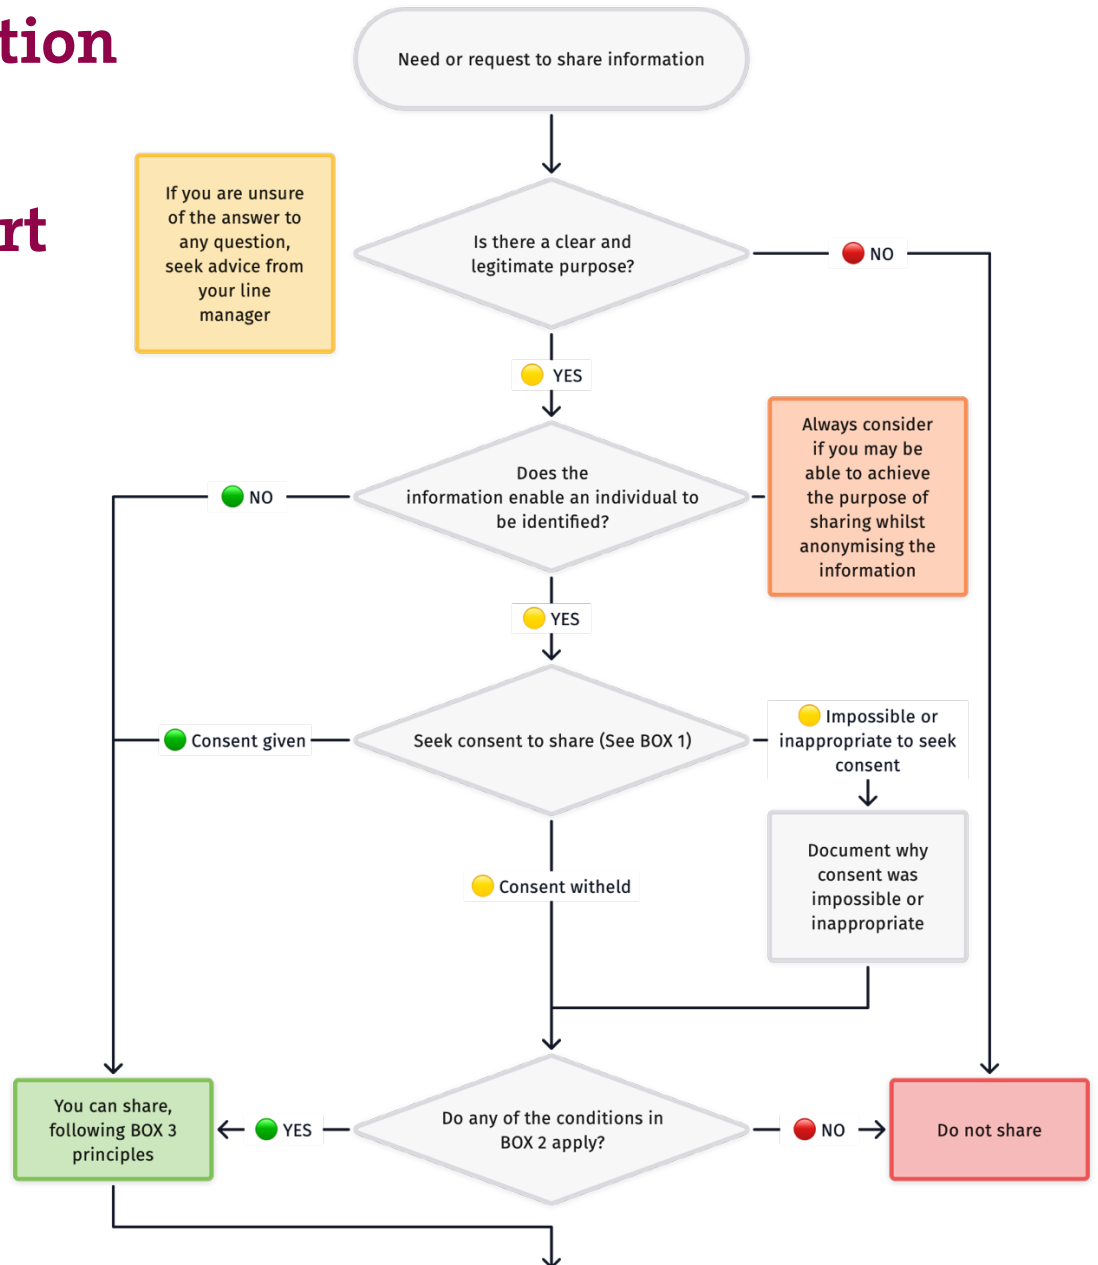 tion
rt
Need or request to share information
If you are unsure
of the answer to
any question,
seek advice from
your line
manager
Is there a clear and
legitimate purpose?
NO
YES
Does the
information enable an individual to
be identified?
NO
Always consider
if you may be
able to achieve
the purpose of
sharing whilst
anonymising the
information
YES
Seek consent to share (See BOX 1)
Consent given
Impossible or
inappropriate to seek
consent
Document why
consent was
impossible or
inappropriate
Consent witheld
Do any of the conditions in
BOX 2 apply?
YES
You can share,
following BOX 3
principles
NO
Do not share